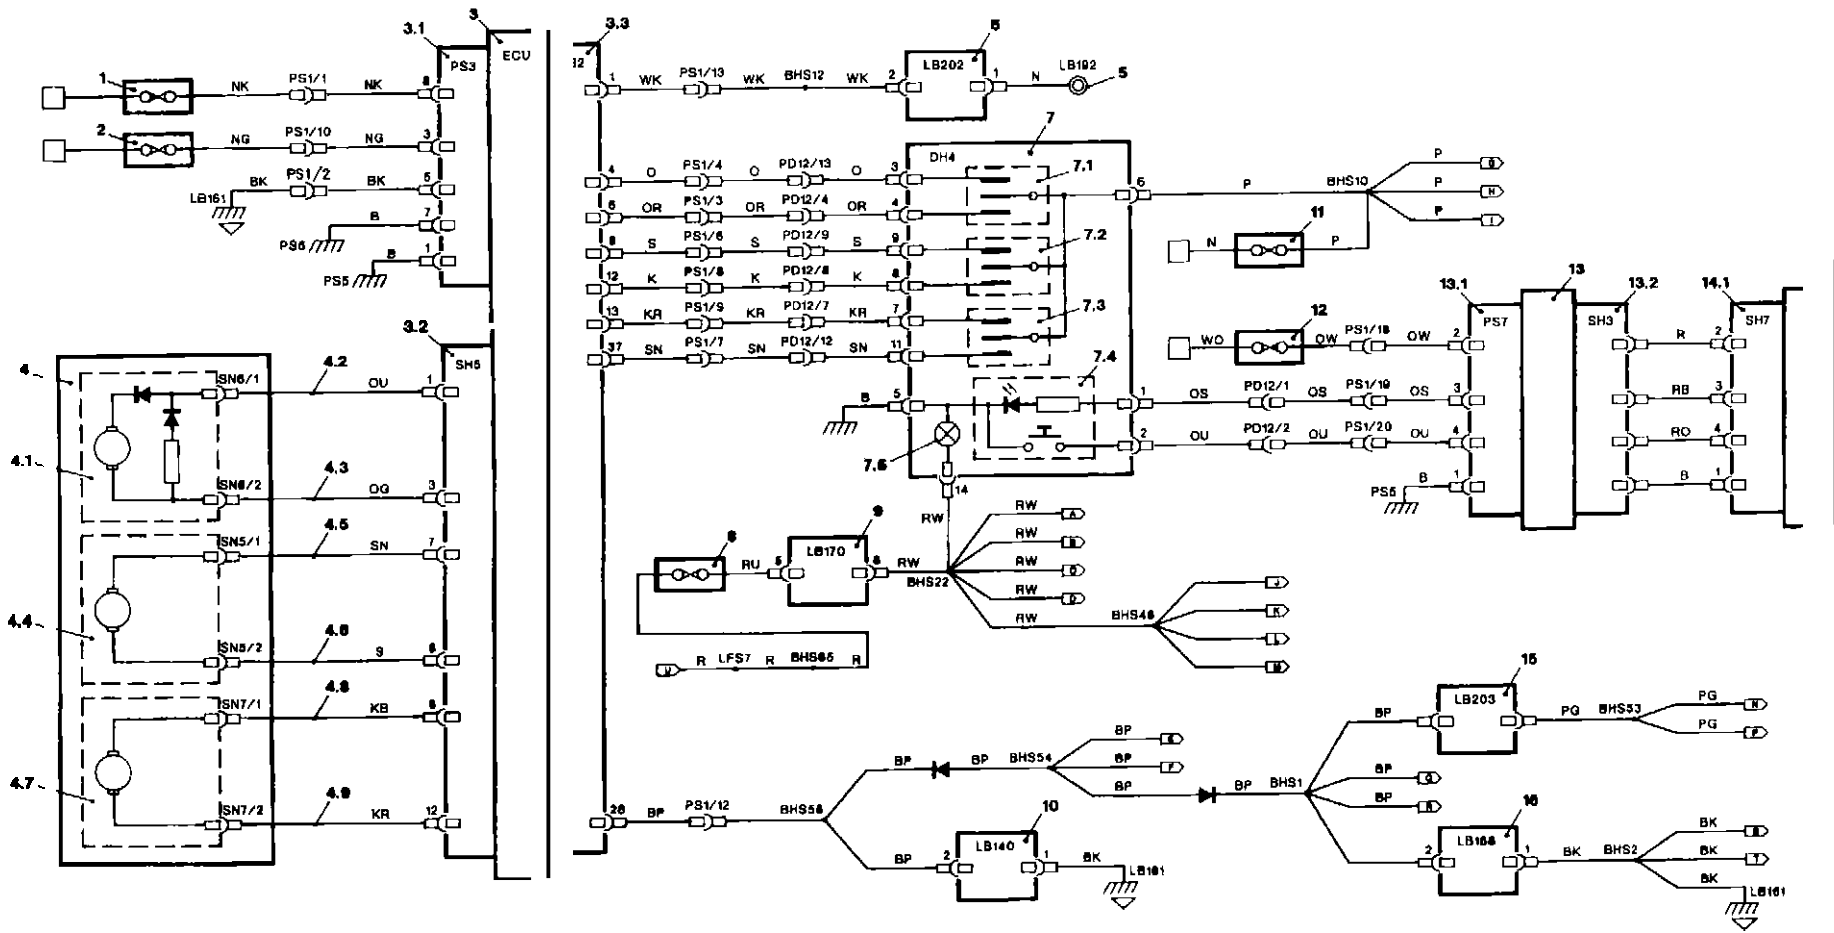 3.1
3
3.3
6
PS3
ECU
12
LB202
1
NK
PS1/1
NK
8
1
WK
PS1/13
WK
BHS12
WK
2
1
N
LB192
5
2
NG
PS1/10
NG
3
7
BK
PS1/2
BK
5
LB161
B
7
PS6
B
1
PS5
DH4
7.1
4
O
PS1/4
O
PD12/13
O
3
6
P
BHS10
P
P
P
6
OR
PS1/3
OR
PD12/4
OR
4
11
N
P
8
S
PS1/6
S
PD12/9
S
9
7.2
12
K
PS1/8
K
PD12/8
K
8
13
KR
PS1/9
KR
PD12/7
KR
7
7.3
37
SN
PS1/7
SN
PD12/12
SN
11
13.1
13
13.2
14.1
PS7
SH3
SH7
12
WO
OW
PS1/18
OW
2
R
2
3.2
SH5
7.4
5
B
1
OS
PD12/1
OS
PS1/19
OS
3
RB
3
2
OU
PD12/2
OU
PS1/20
OU
4
RO
4
PS5
B
1
B
1
14
4
SN6/1
4.2
OU
1
4.1
SN6/2
4.3
OG
3
SN5/1
4.5
SN
7
4.4
SN5/2
4.6
S
SN7/1
4.8
KB
4.7
SN7/2
4.9
KR
12
RW
8
9
LB170
RU
5
6
RW
BHS22
RW
A
RW
RW
RW
D
RW
BHS46
J
K
L
M
R
LFS7
R
BHS65
R
15
LB203
BP
PG
BHS53
PG
N
PG
P
BP
BP
BHS54
BP
BP
F
BP
BP
BHS1
BP
BP
28
BP
PS1/12
10
LB140
BP
2
1
BK
LB161
16
LB168
2
1
BK
BHS2
BK
BK
T
BK
LB161